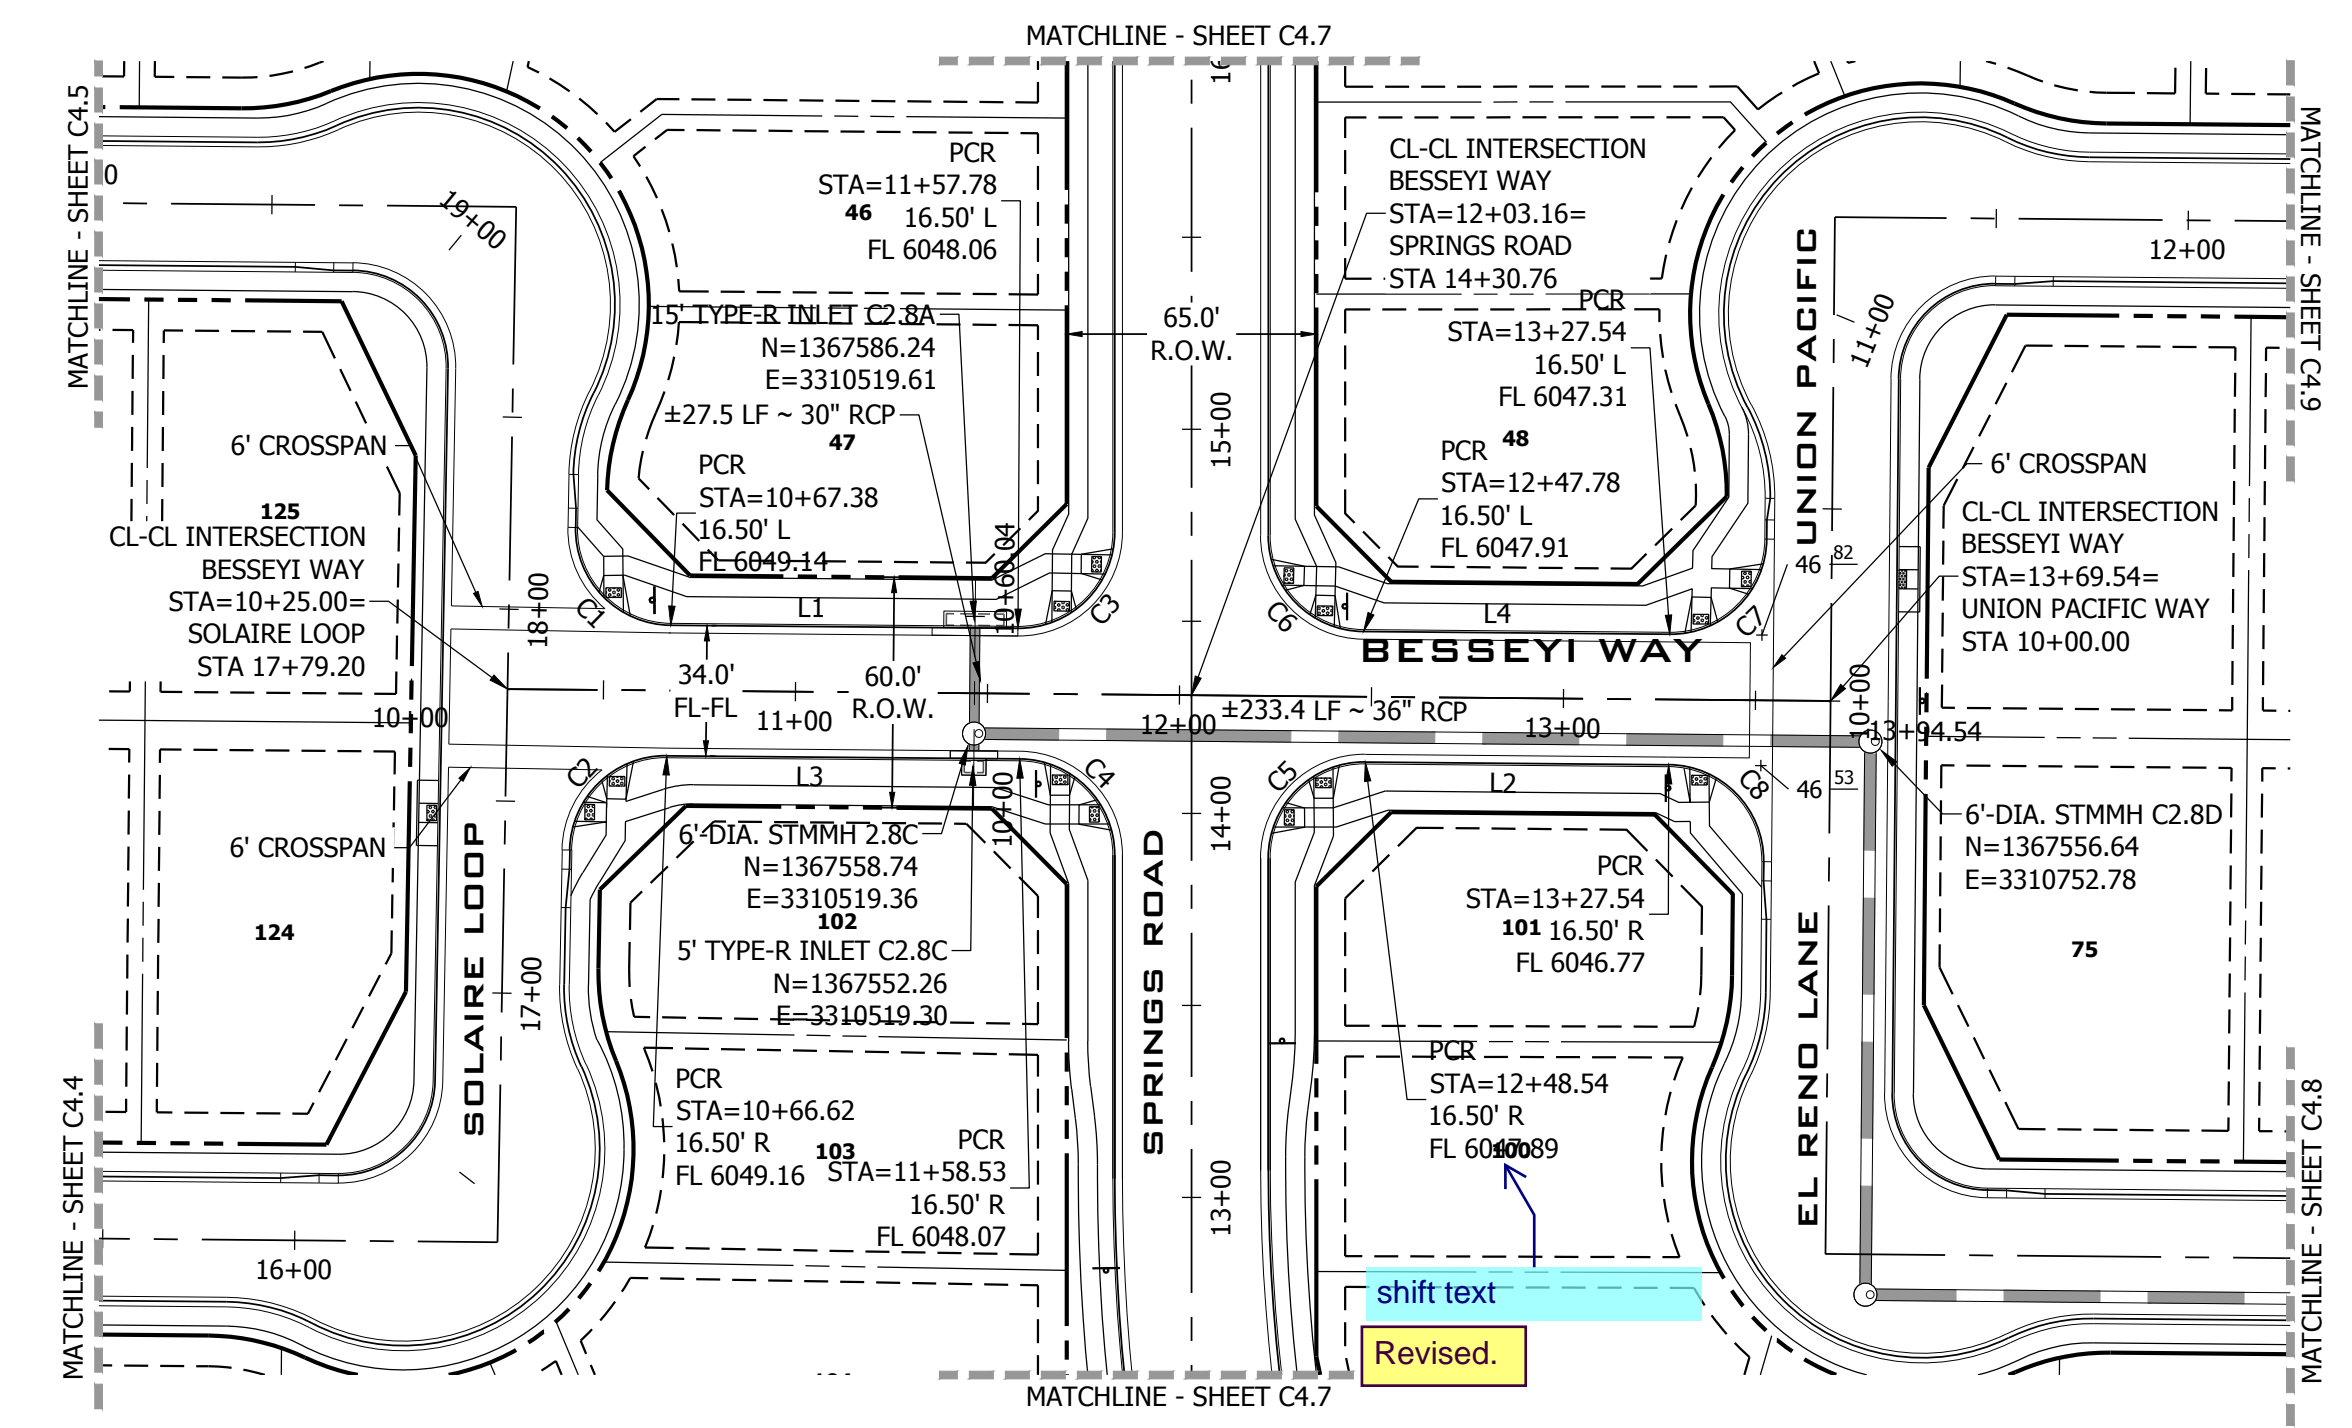 MATCHLINE - SHEET C4.7
MATCHLINE - SHEET C4.5
MATCHLINE - SHEET C4.9
0
19+00
PCR
STA=11+57.78
46
16.50' L
FL 6048.06
CL-CL INTERSECTION
BESSEYI WAY
STA=12+03.16=
SPRINGS ROAD
STA 14+30.76
12+00
11+00
UNION PACIFIC
65.0'
R.O.W.
15' TYPE-R INLET C2.8A
N=1367586.24
E=3310519.61
±27.5 LF ~ 30" RCP
47
PCR
STA=13+27.54
16.50' L
FL 6047.31
PCR
STA=10+67.38
16.50' L
FL 6049.14
PCR
48
STA=12+47.78
16.50' L
FL 6047.91
15+00
6' CROSSPAN
6' CROSSPAN
125
CL-CL INTERSECTION
BESSEYI WAY
STA=10+25.00=
SOLAIRE LOOP
STA 17+79.20
CL-CL INTERSECTION
BESSEYI WAY
STA=13+69.54=
UNION PACIFIC WAY
STA 10+00.00
46 82
18+00
10+60.04
C1
L1
C3
C6
L4
C7
BESSEYI WAY
34.0'
FL-FL
60.0'
R.O.W.
10+00
11+00
12+00
±233.4 LF ~ 36" RCP
13+00
10+00
13+94.54
C2
L3
C4
C5
L2
C8
46 53
10+00
14+00
6' CROSSPAN
6'-DIA. STMMH 2.8C
N=1367558.74
E=3310519.36
102
5' TYPE-R INLET C2.8C
N=1367552.26
E=3310519.30
6'-DIA. STMMH C2.8D
N=1367556.64
E=3310752.78
PCR
STA=13+27.54
101 16.50' R
FL 6046.77
124
75
SOLAIRE LOOP
17+00
SPRINGS ROAD
EL RENO LANE
PCR
STA=10+66.62
16.50' R
FL 6049.16
103
PCR
STA=11+58.53
16.50' R
FL 6048.07
PCR
STA=12+48.54
16.50' R
FL 6047.89
100
13+00
16+00
shift text
Revised.
MATCHLINE - SHEET C4.4
MATCHLINE - SHEET C4.8
MATCHLINE - SHEET C4.7